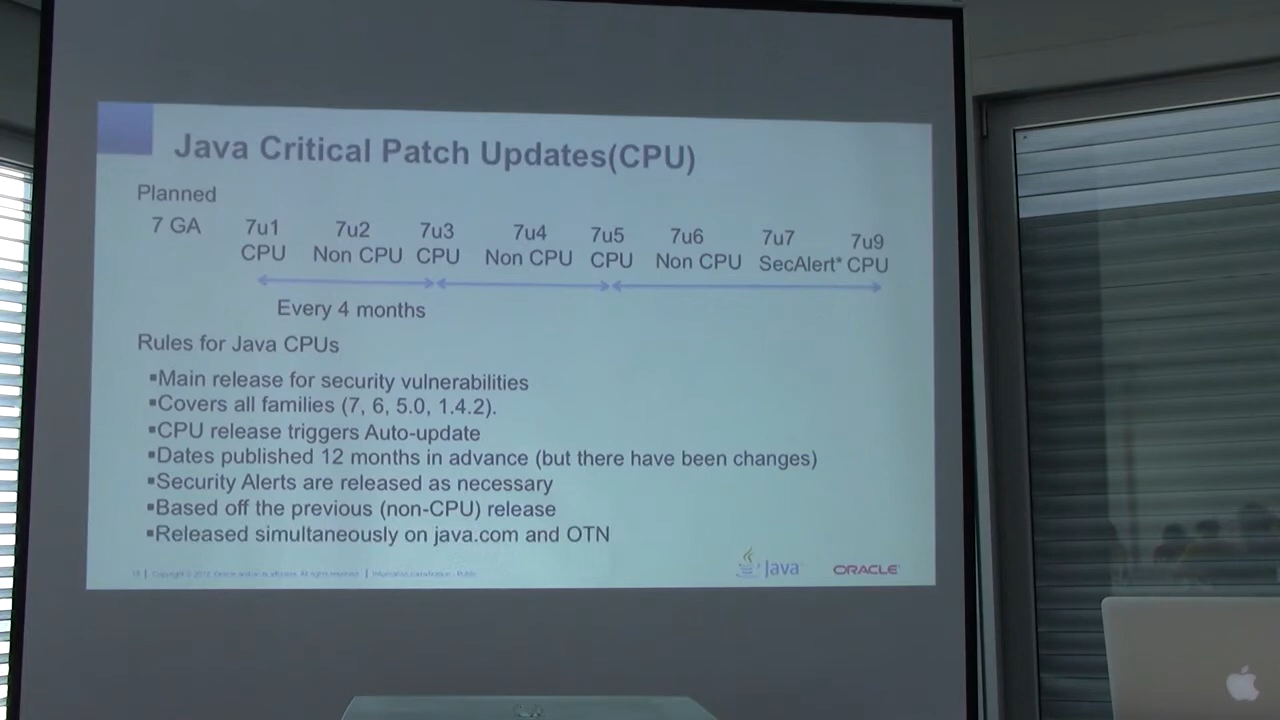 Java Critical Patch Updates(CPU)
Planned
7 GA 7u1 7u2 7u3 7u4 7u5 7u6 7u7 7u9
CPU Non CPU CPU Non CPU CPU Non CPU SecAlert* CPU
Every 4 months
Rules for Java CPUs
▪Main release for security vulnerabilities
▪Covers all families (7, 6, 5.0, 1.4.2).
▪CPU release triggers Auto-update
▪Dates published 12 months in advance (but there have been changes)
▪Security Alerts are released as necessary
▪Based off the previous (non-CPU) release
▪Released simultaneously on java.com and OTN
Java ORACLE